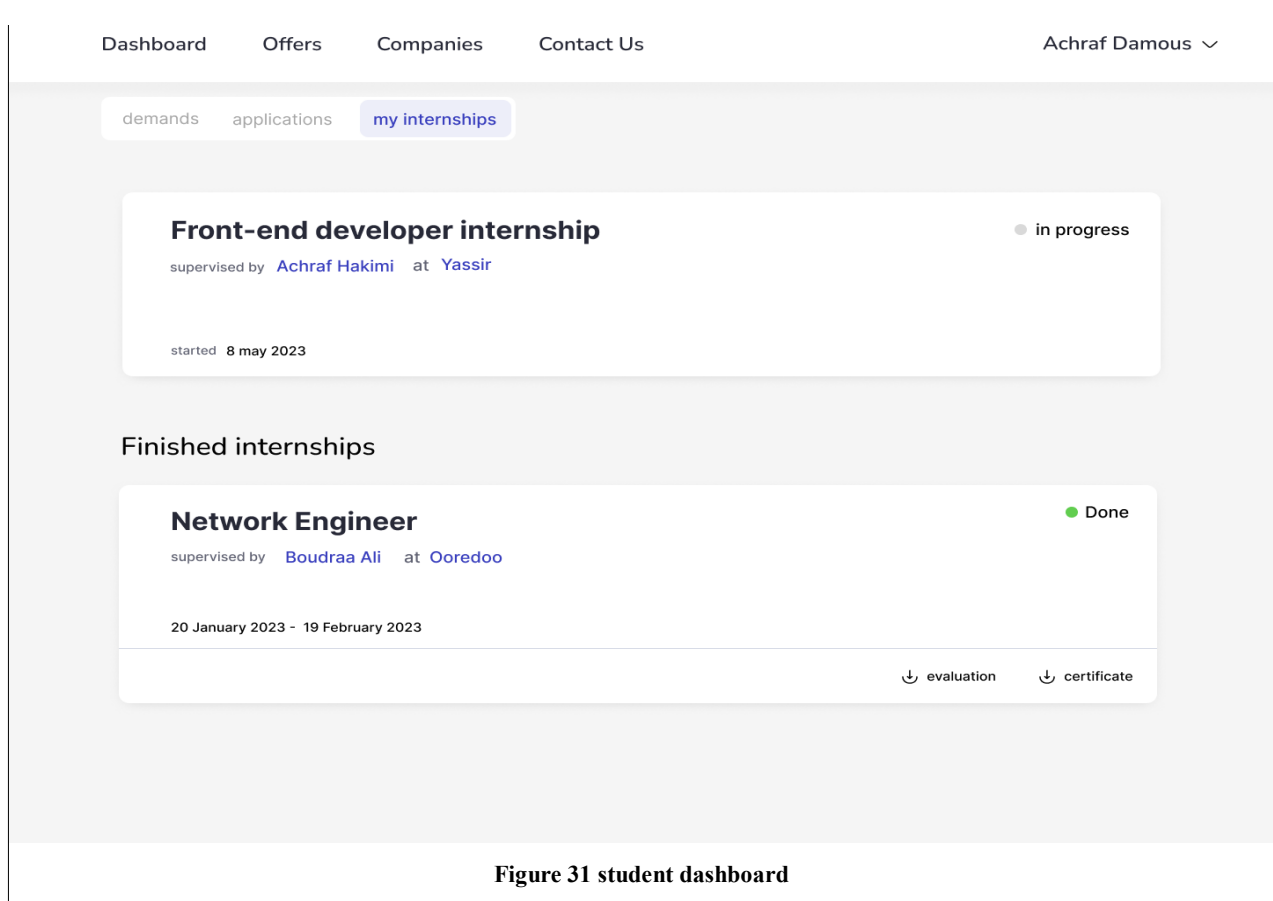 Dashboard Offers Companies Contact Us Achraf Damous
demands applications my internships
Front-end developer internship in progress
supervised by Achraf Hakimi at Yassir
started 8 may 2023
Finished internships
Network Engineer Done
supervised by Boudraa Ali at Ooredoo
20 January 2023 - 19 February 2023
evaluation certificate
Figure 31 student dashboard